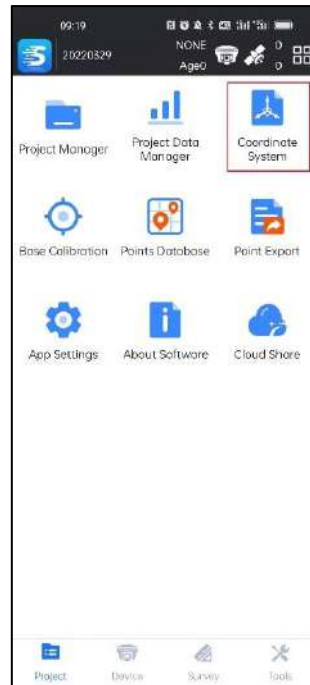 09:19
20220329
NONE
Age0
0
0
Project Manager
Project Data
Manager
Coordinate
System
Base Calibration
Points Database
Point Export
App Settings
About Software
Cloud Share
Project
Device
Survey
Tools